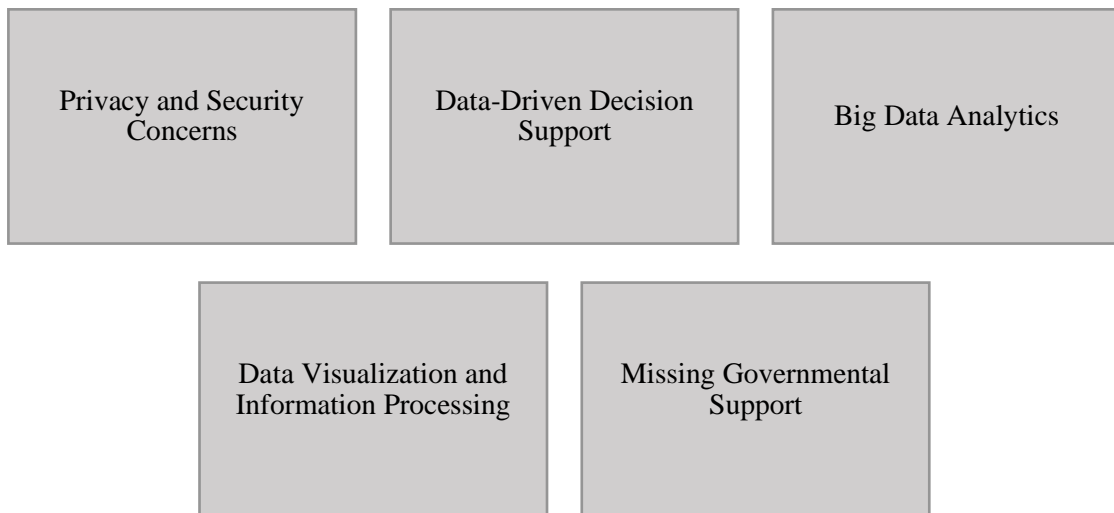 Privacy and Security
Concerns
Data-Driven Decision
Support
Big Data Analytics
Data Visualization and
Information Processing
Missing Governmental
Support